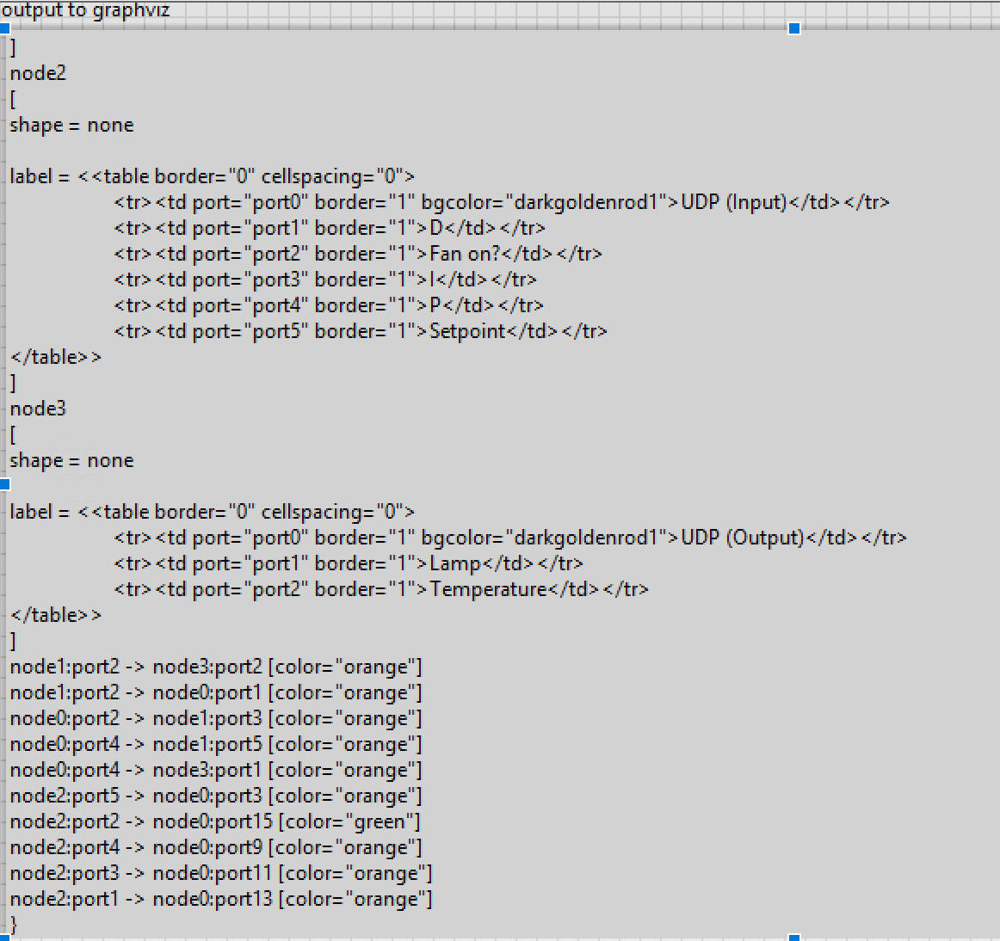 output to graphviz
]
node2
[
shape = none

label = <<table border="0" cellspacing="0">
<tr><td port="port0" border="1" bgcolor="darkgoldenrod1">UDP (Input)</td></tr>
<tr><td port="port1" border="1">D</td></tr>
<tr><td port="port2" border="1">Fan on?</td></tr>
<tr><td port="port3" border="1">I</td></tr>
<tr><td port="port4" border="1">P</td></tr>
<tr><td port="port5" border="1">Setpoint</td></tr>
</table>>
]
node3
[
shape = none

label = <<table border="0" cellspacing="0">
<tr><td port="port0" border="1" bgcolor="darkgoldenrod1">UDP (Output)</td></tr>
<tr><td port="port1" border="1">Lamp</td></tr>
<tr><td port="port2" border="1">Temperature</td></tr>
</table>>
]
node1:port2 -> node3:port2 [color="orange"]
node1:port2 -> node0:port1 [color="orange"]
node0:port2 -> node1:port3 [color="orange"]
node0:port4 -> node1:port5 [color="orange"]
node0:port4 -> node3:port1 [color="orange"]
node2:port5 -> node0:port3 [color="orange"]
node2:port2 -> node0:port15 [color="green"]
node2:port4 -> node0:port9 [color="orange"]
node2:port3 -> node0:port11 [color="orange"]
node2:port1 -> node0:port13 [color="orange"]
}